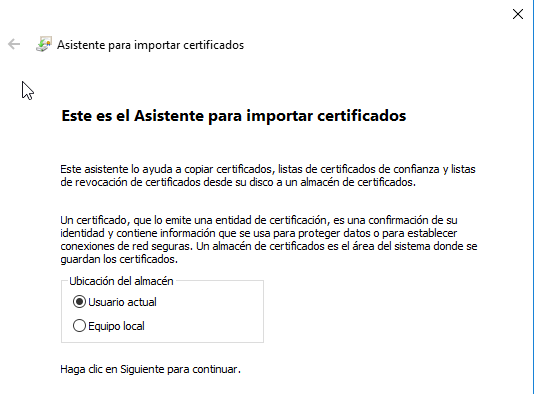 Asistente para importar certificados
Este es el Asistente para importar certificados
Este asistente lo ayuda a copiar certificados, listas de certificados de confianza y listas
de revocación de certificados desde su disco a un almacén de certificados.
Un certificado, que lo emite una entidad de certificación, es una confirmación de su
identidad y contiene información que se usa para proteger datos o para establecer
conexiones de red seguras. Un almacén de certificados es el área del sistema donde se
guardan los certificados.
Ubicación del almacén
Usuario actual
Equipo local
Haga clic en Siguiente para continuar.